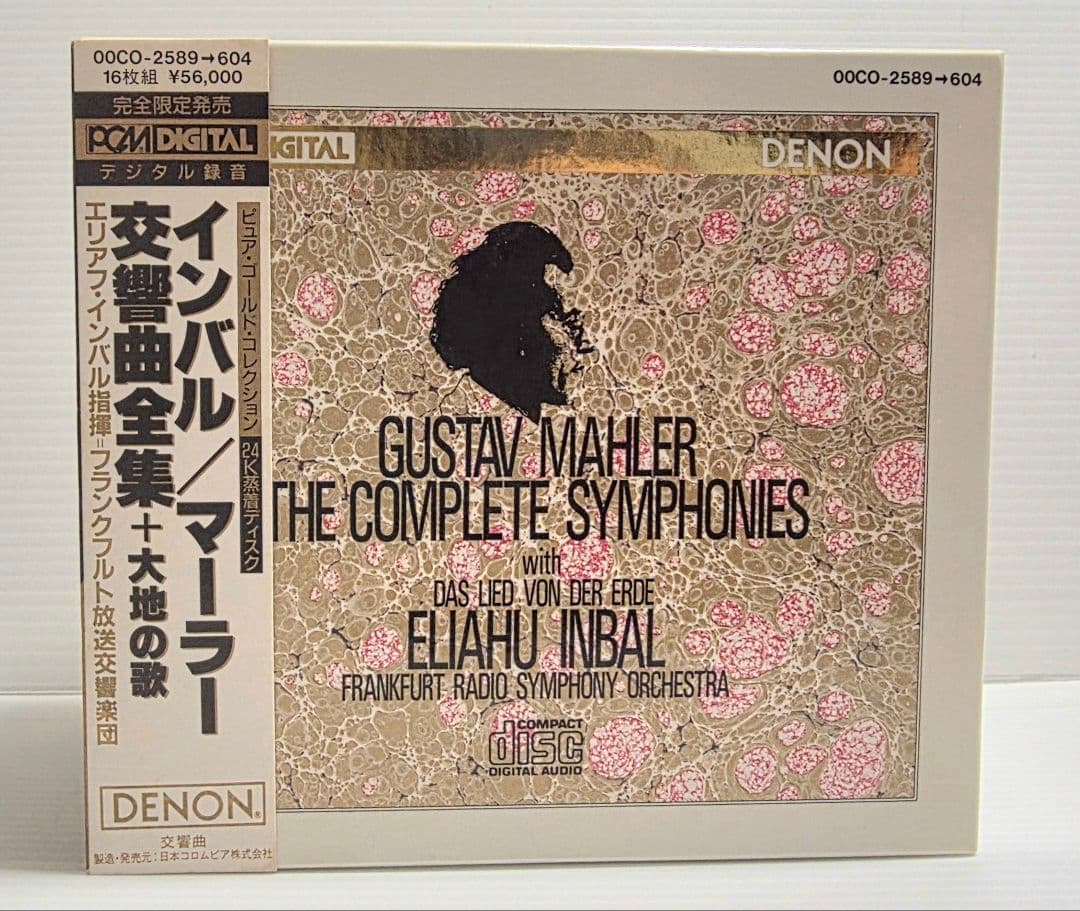 00CO-2589→604
16枚組 ¥56,000
完全限定発売
PCM DIGITAL
デジタル録音
ピュア・ゴールド・コレクション 24K蒸着ディスク
インバル/マーラー
交響曲全集+大地の歌
エリアフ・インバル指揮=フランクフルト放送交響楽団
DENON®
交響曲
製造・発売元:日本コロムビア株式会社
00CO-2589→604
IGITAL
DENON
GUSTAV MAHLER
THE COMPLETE SYMPHONIES
with
DAS LIED VON DER ERDE
ELIAHU INBAL
FRANKFURT RADIO SYMPHONY ORCHESTRA
COMPACT
disc
DIGITAL AUDIO